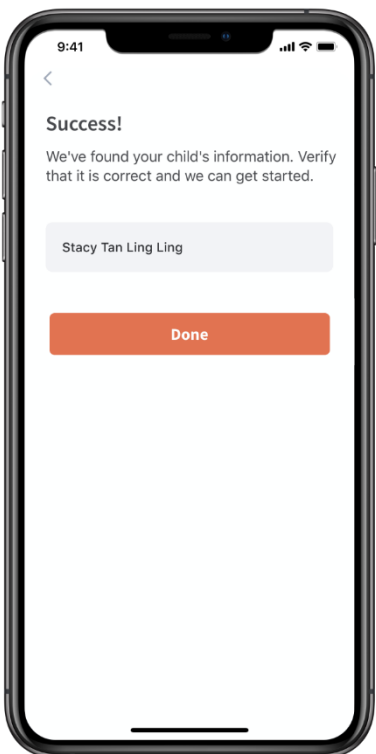 9:41
Success!
We've found your child's information. Verify
that it is correct and we can get started.
Stacy Tan Ling Ling
Done